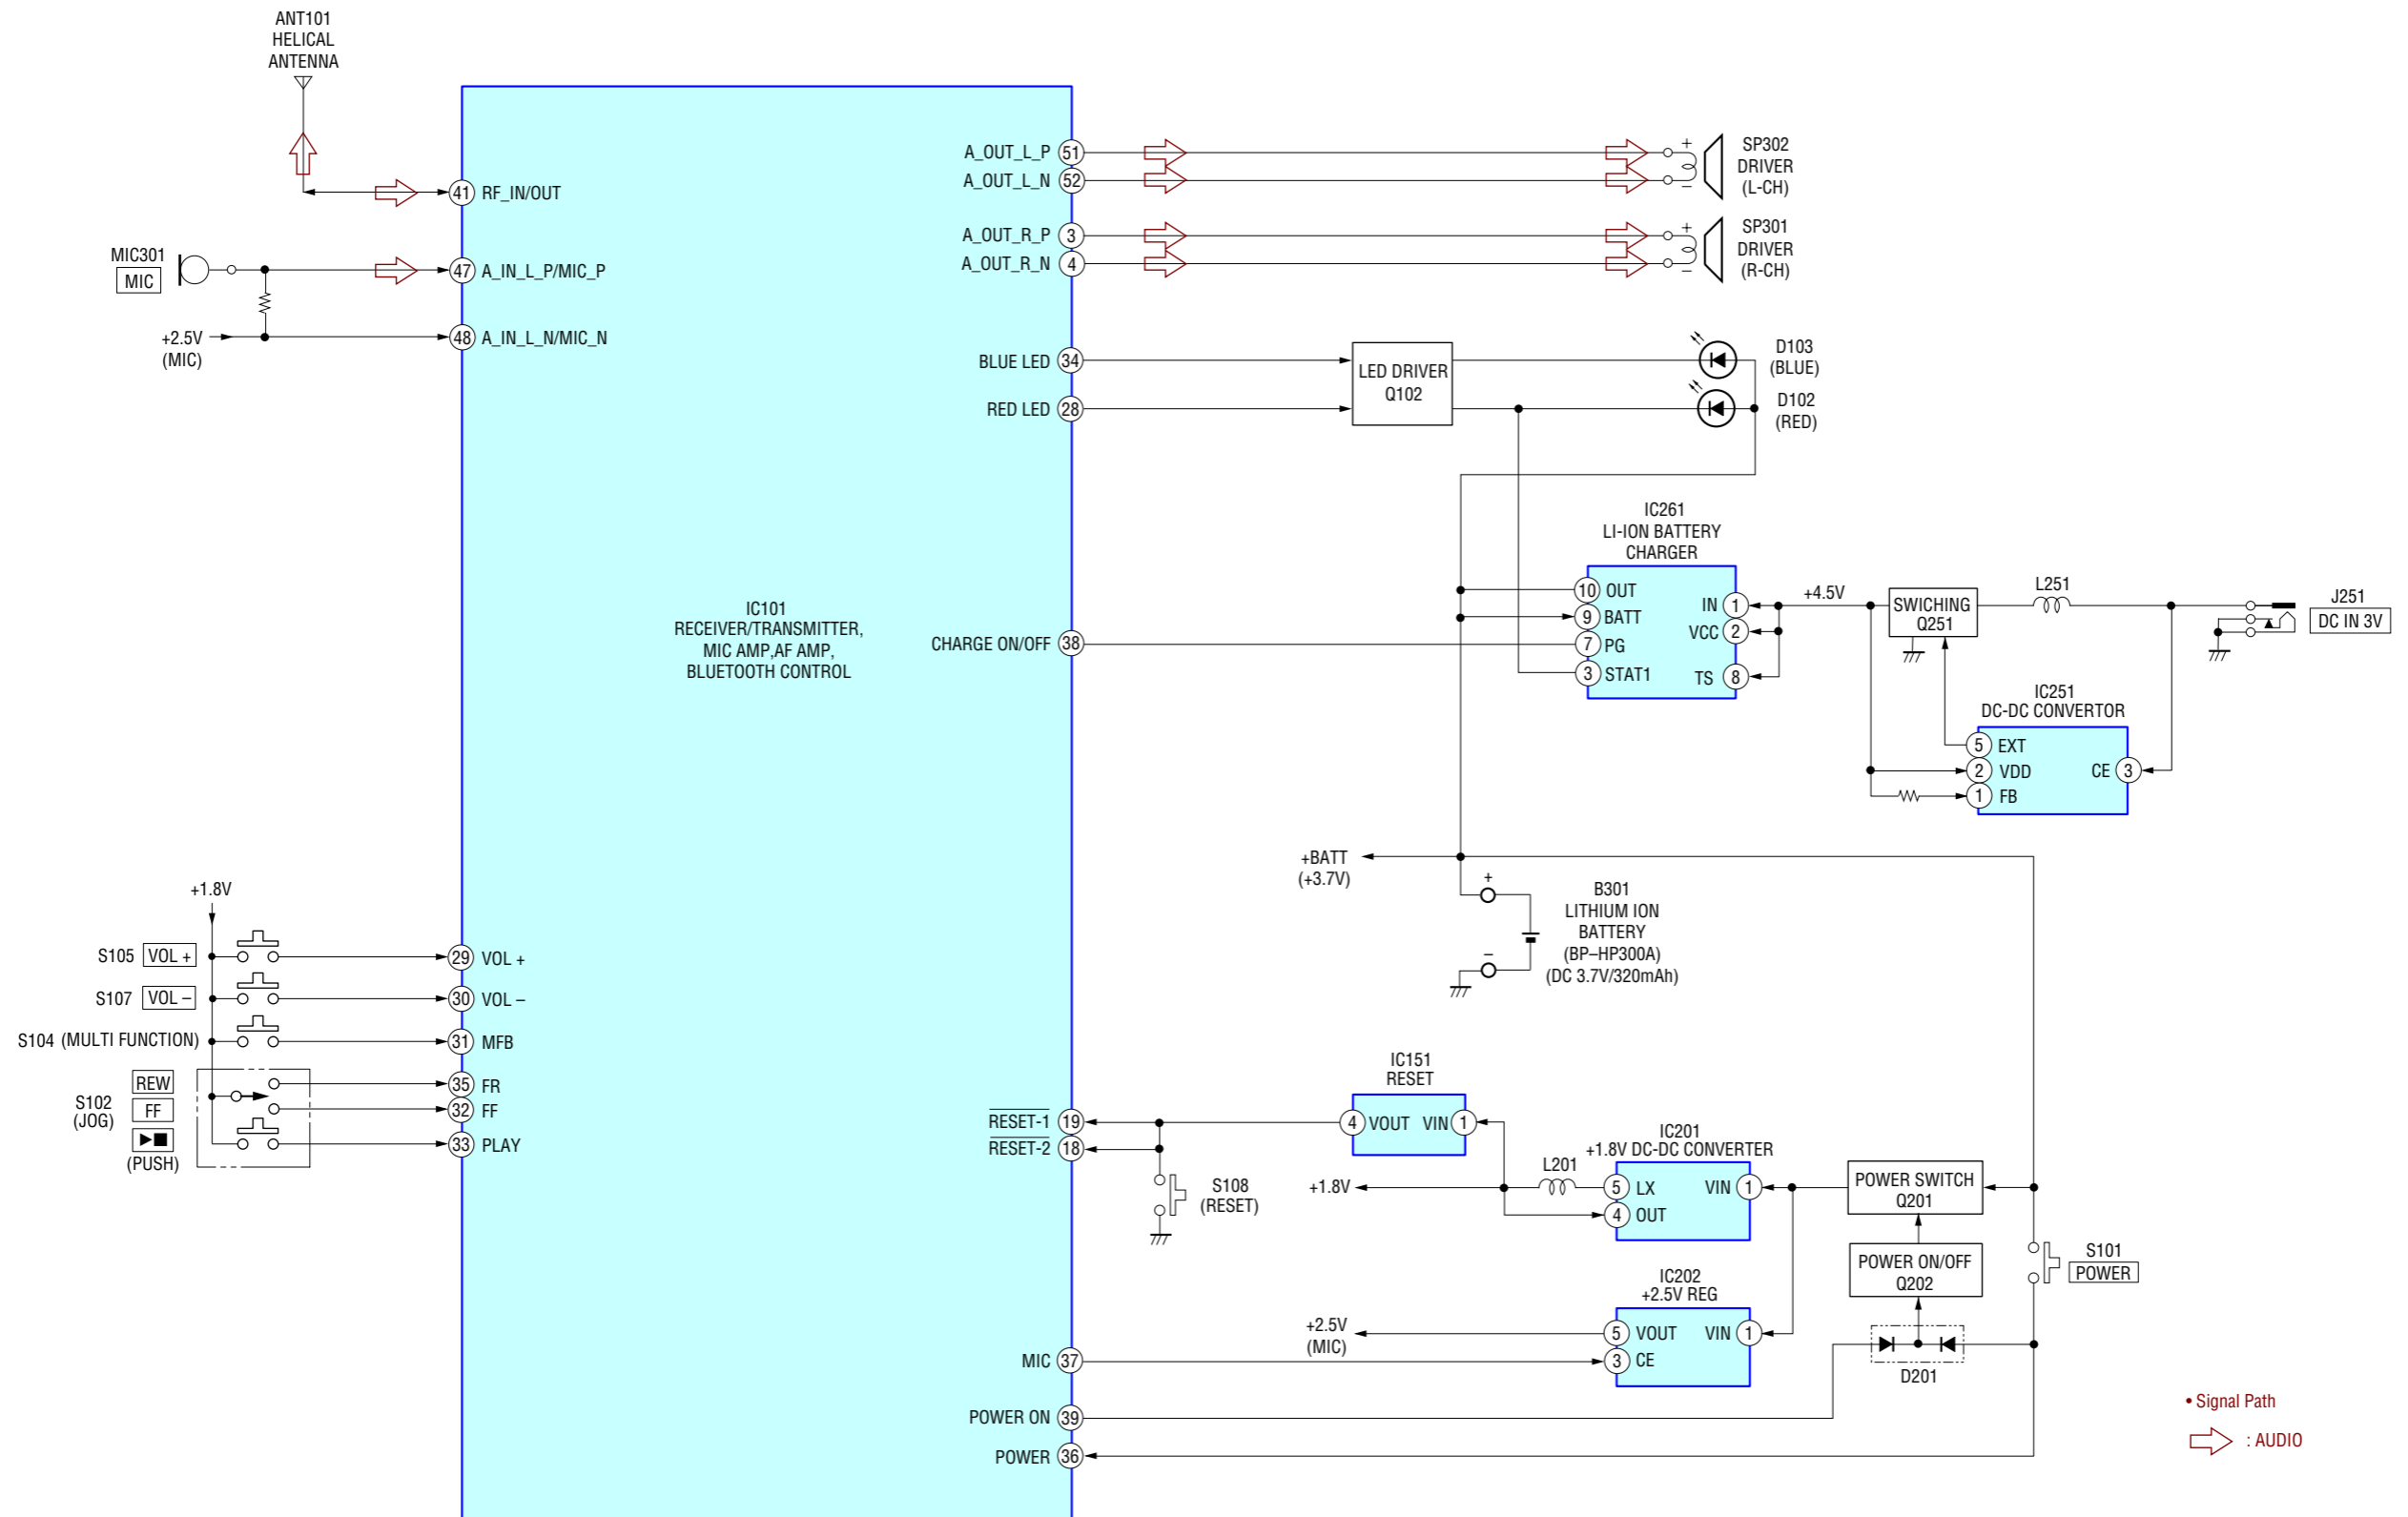 ANT101
HELICAL
ANTENNA
41 RF_IN/OUT
MIC301
MIC
47 A_IN_L_P/MIC_P
+2.5V
(MIC)
48 A_IN_L_N/MIC_N
IC101
RECEIVER/TRANSMITTER,
MIC AMP,AF AMP,
BLUETOOTH CONTROL
A_OUT_L_P 51
A_OUT_L_N 52
A_OUT_R_P 3
A_OUT_R_N 4
SP302
DRIVER
(L-CH)
SP301
DRIVER
(R-CH)
+
–
+
–
BLUE LED 34
RED LED 28
LED DRIVER
Q102
D103
(BLUE)
D102
(RED)
CHARGE ON/OFF 38
IC261
LI-ION BATTERY
CHARGER
10 OUT
9 BATT
7 PG
3 STAT1
IN 1
VCC 2
TS 8
+4.5V
SWICHING
Q251
L251
J251
DC IN 3V
IC251
DC-DC CONVERTOR
5 EXT
2 VDD
1 FB
CE 3
+BATT
(+3.7V)
+
–
B301
LITHIUM ION
BATTERY
(BP–HP300A)
(DC 3.7V/320mAh)
+1.8V
S105 VOL +
29 VOL +
S107 VOL –
30 VOL –
S104 (MULTI FUNCTION)
31 MFB
S102
(JOG)
REW
FF
▶■
(PUSH)
35 FR
32 FF
33 PLAY
RESET-1 19
RESET-2 18
S108
(RESET)
IC151
RESET
4 VOUT VIN 1
IC201
+1.8V DC-DC CONVERTER
+1.8V
L201
5 LX VIN 1
4 OUT
POWER SWITCH
Q201
POWER ON/OFF
Q202
S101
POWER
IC202
+2.5V REG
+2.5V
(MIC)
5 VOUT VIN 1
3 CE
D201
MIC 37
POWER ON 39
POWER 36
• Signal Path
: AUDIO